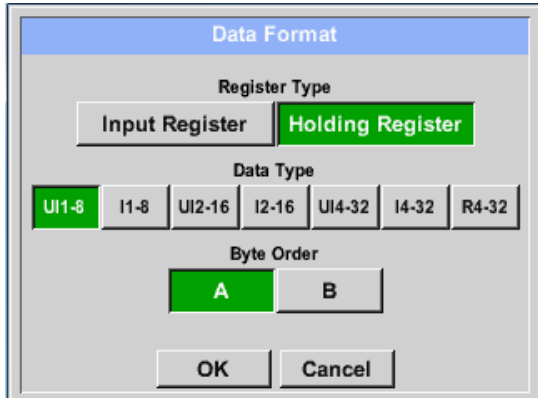 Data Format
Register Type
Input Register Holding Register
Data Type
UI1-8 I1-8 UI2-16 I2-16 UI4-32 I4-32 R4-32
Byte Order
A B
OK Cancel